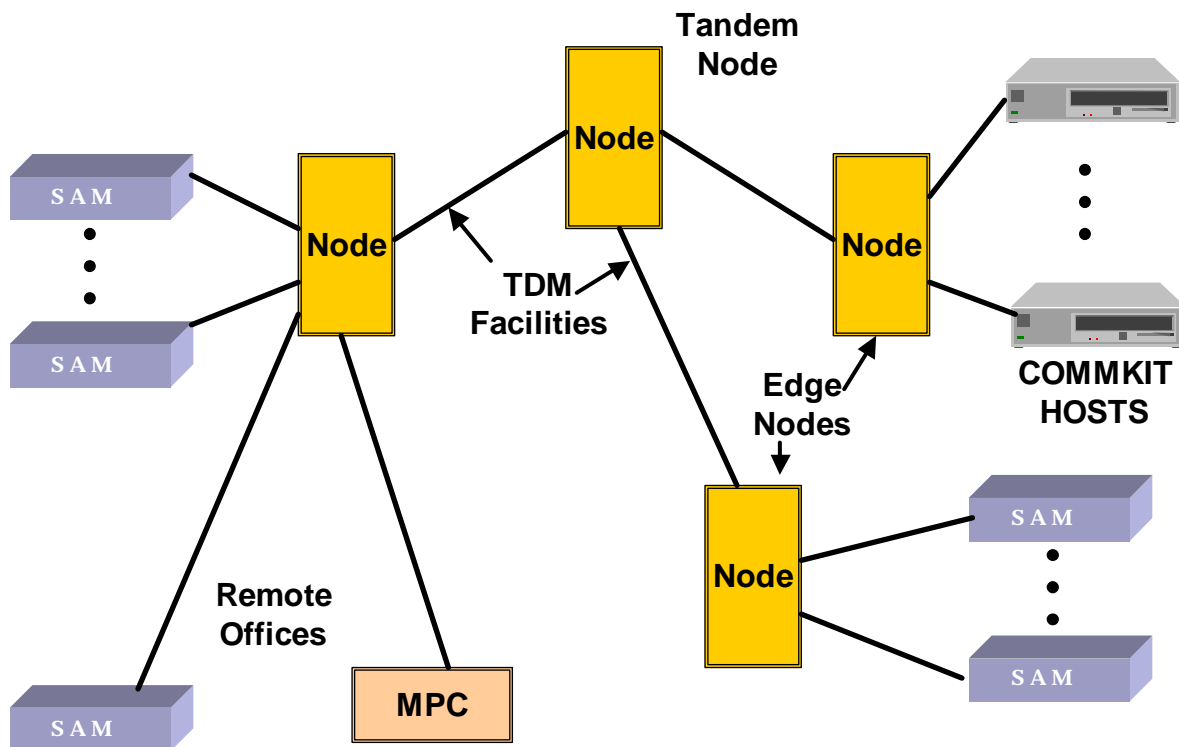 Tandem
Node
Node
SAM
Node
Node
SAM
TDM
Facilities
COMMKIT
HOSTS
Edge
Nodes
SAM
Node
Remote
Offices
SAM
MPC
SAM